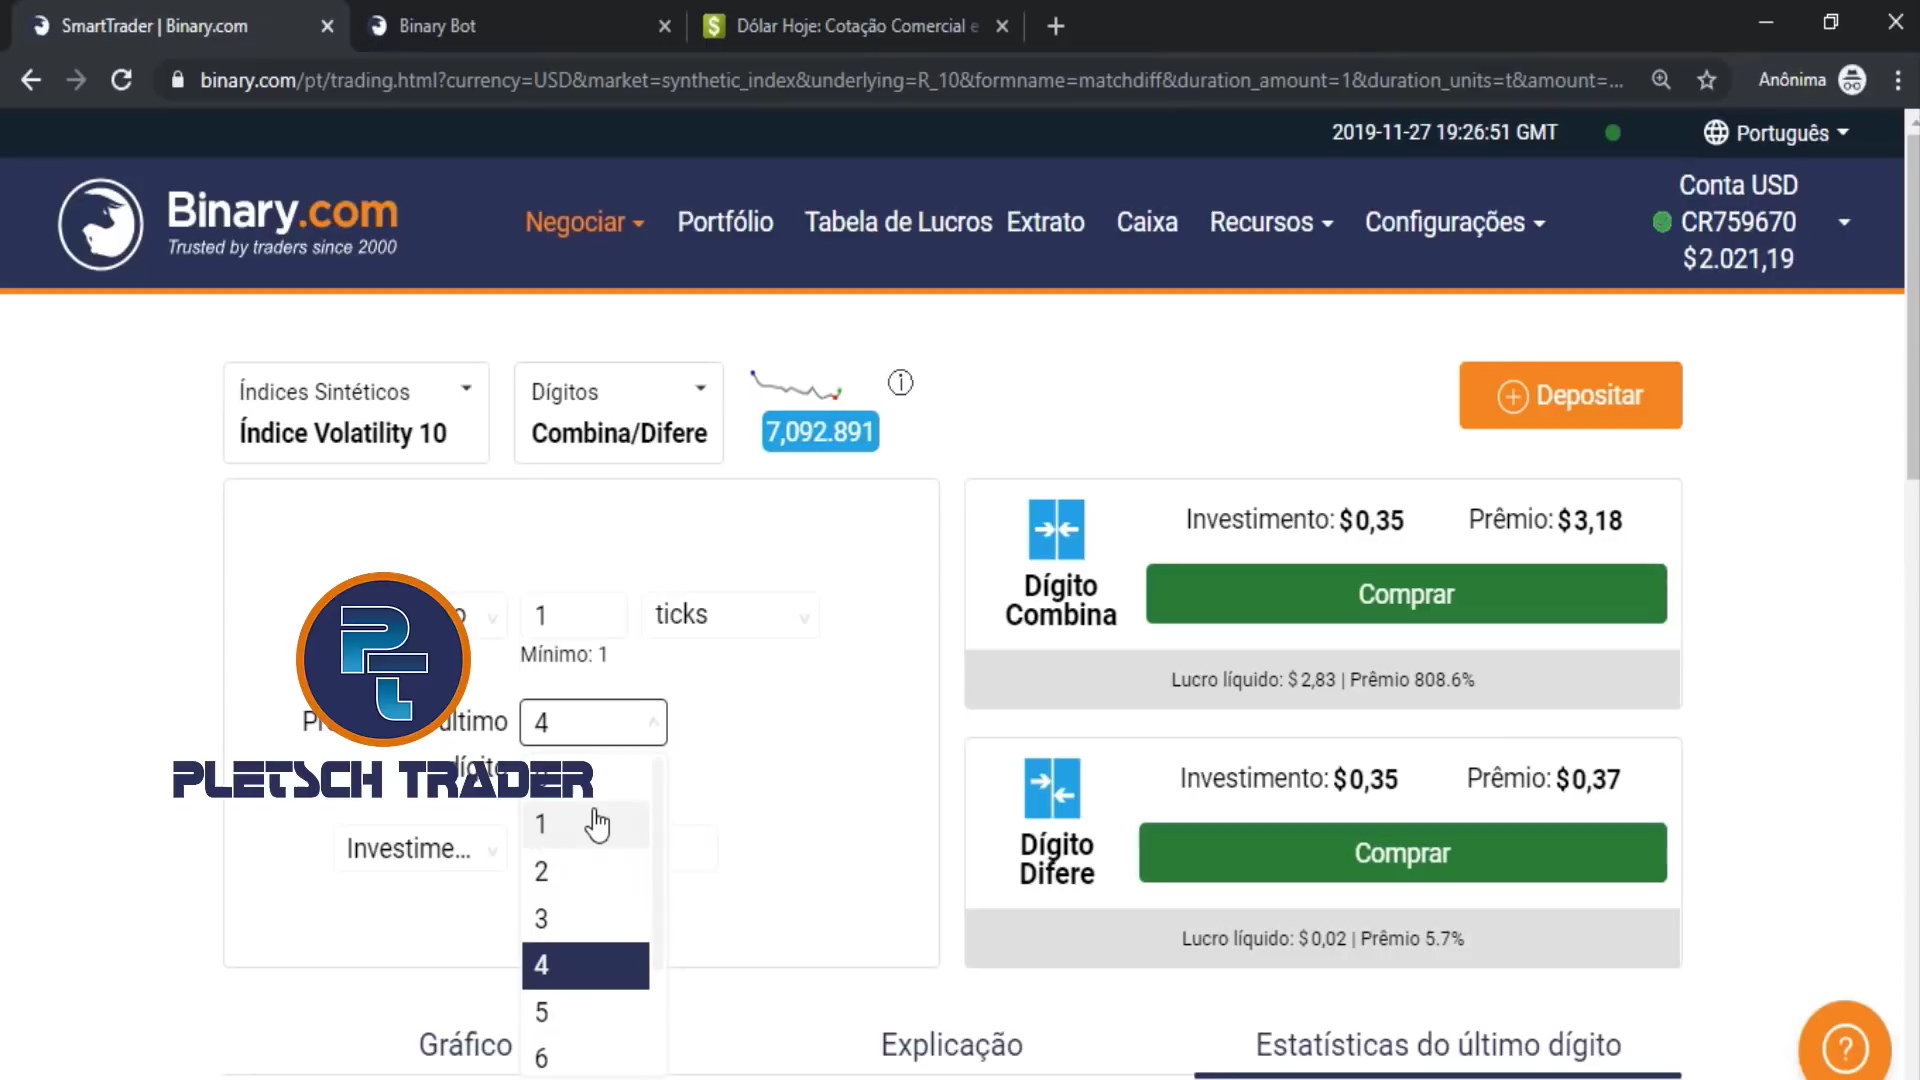 SmartTrader | Binary.com
Binary Bot
Dólar Hoje: Cotação Comercial e
binary.com/pt/trading.html?currency=USD&market=synthetic_index&underlying=R_10&formname=matchdiff&duration_amount=1&duration_units=t&amount=...
Anônima
2019-11-27 19:26:51 GMT
Português
Binary.com
Trusted by traders since 2000
Negociar
Portfólio
Tabela de Lucros
Extrato
Caixa
Recursos
Configurações
Conta USD
CR759670
$2.021,19
Índices Sintéticos
Índice Volatility 10
Dígitos
Combina/Difere
7,092.891
Depositar
1
ticks
Mínimo: 1
último
4
PLETSCH TRADER
Investime...
1
2
3
4
5
6
Dígito
Combina
Investimento: $0,35
Prêmio: $3,18
Comprar
Lucro líquido: $2,83 | Prêmio 808.6%
Dígito
Difere
Investimento: $0,35
Prêmio: $0,37
Comprar
Lucro líquido: $0,02 | Prêmio 5.7%
Gráfico
Explicação
Estatísticas do último dígito
?